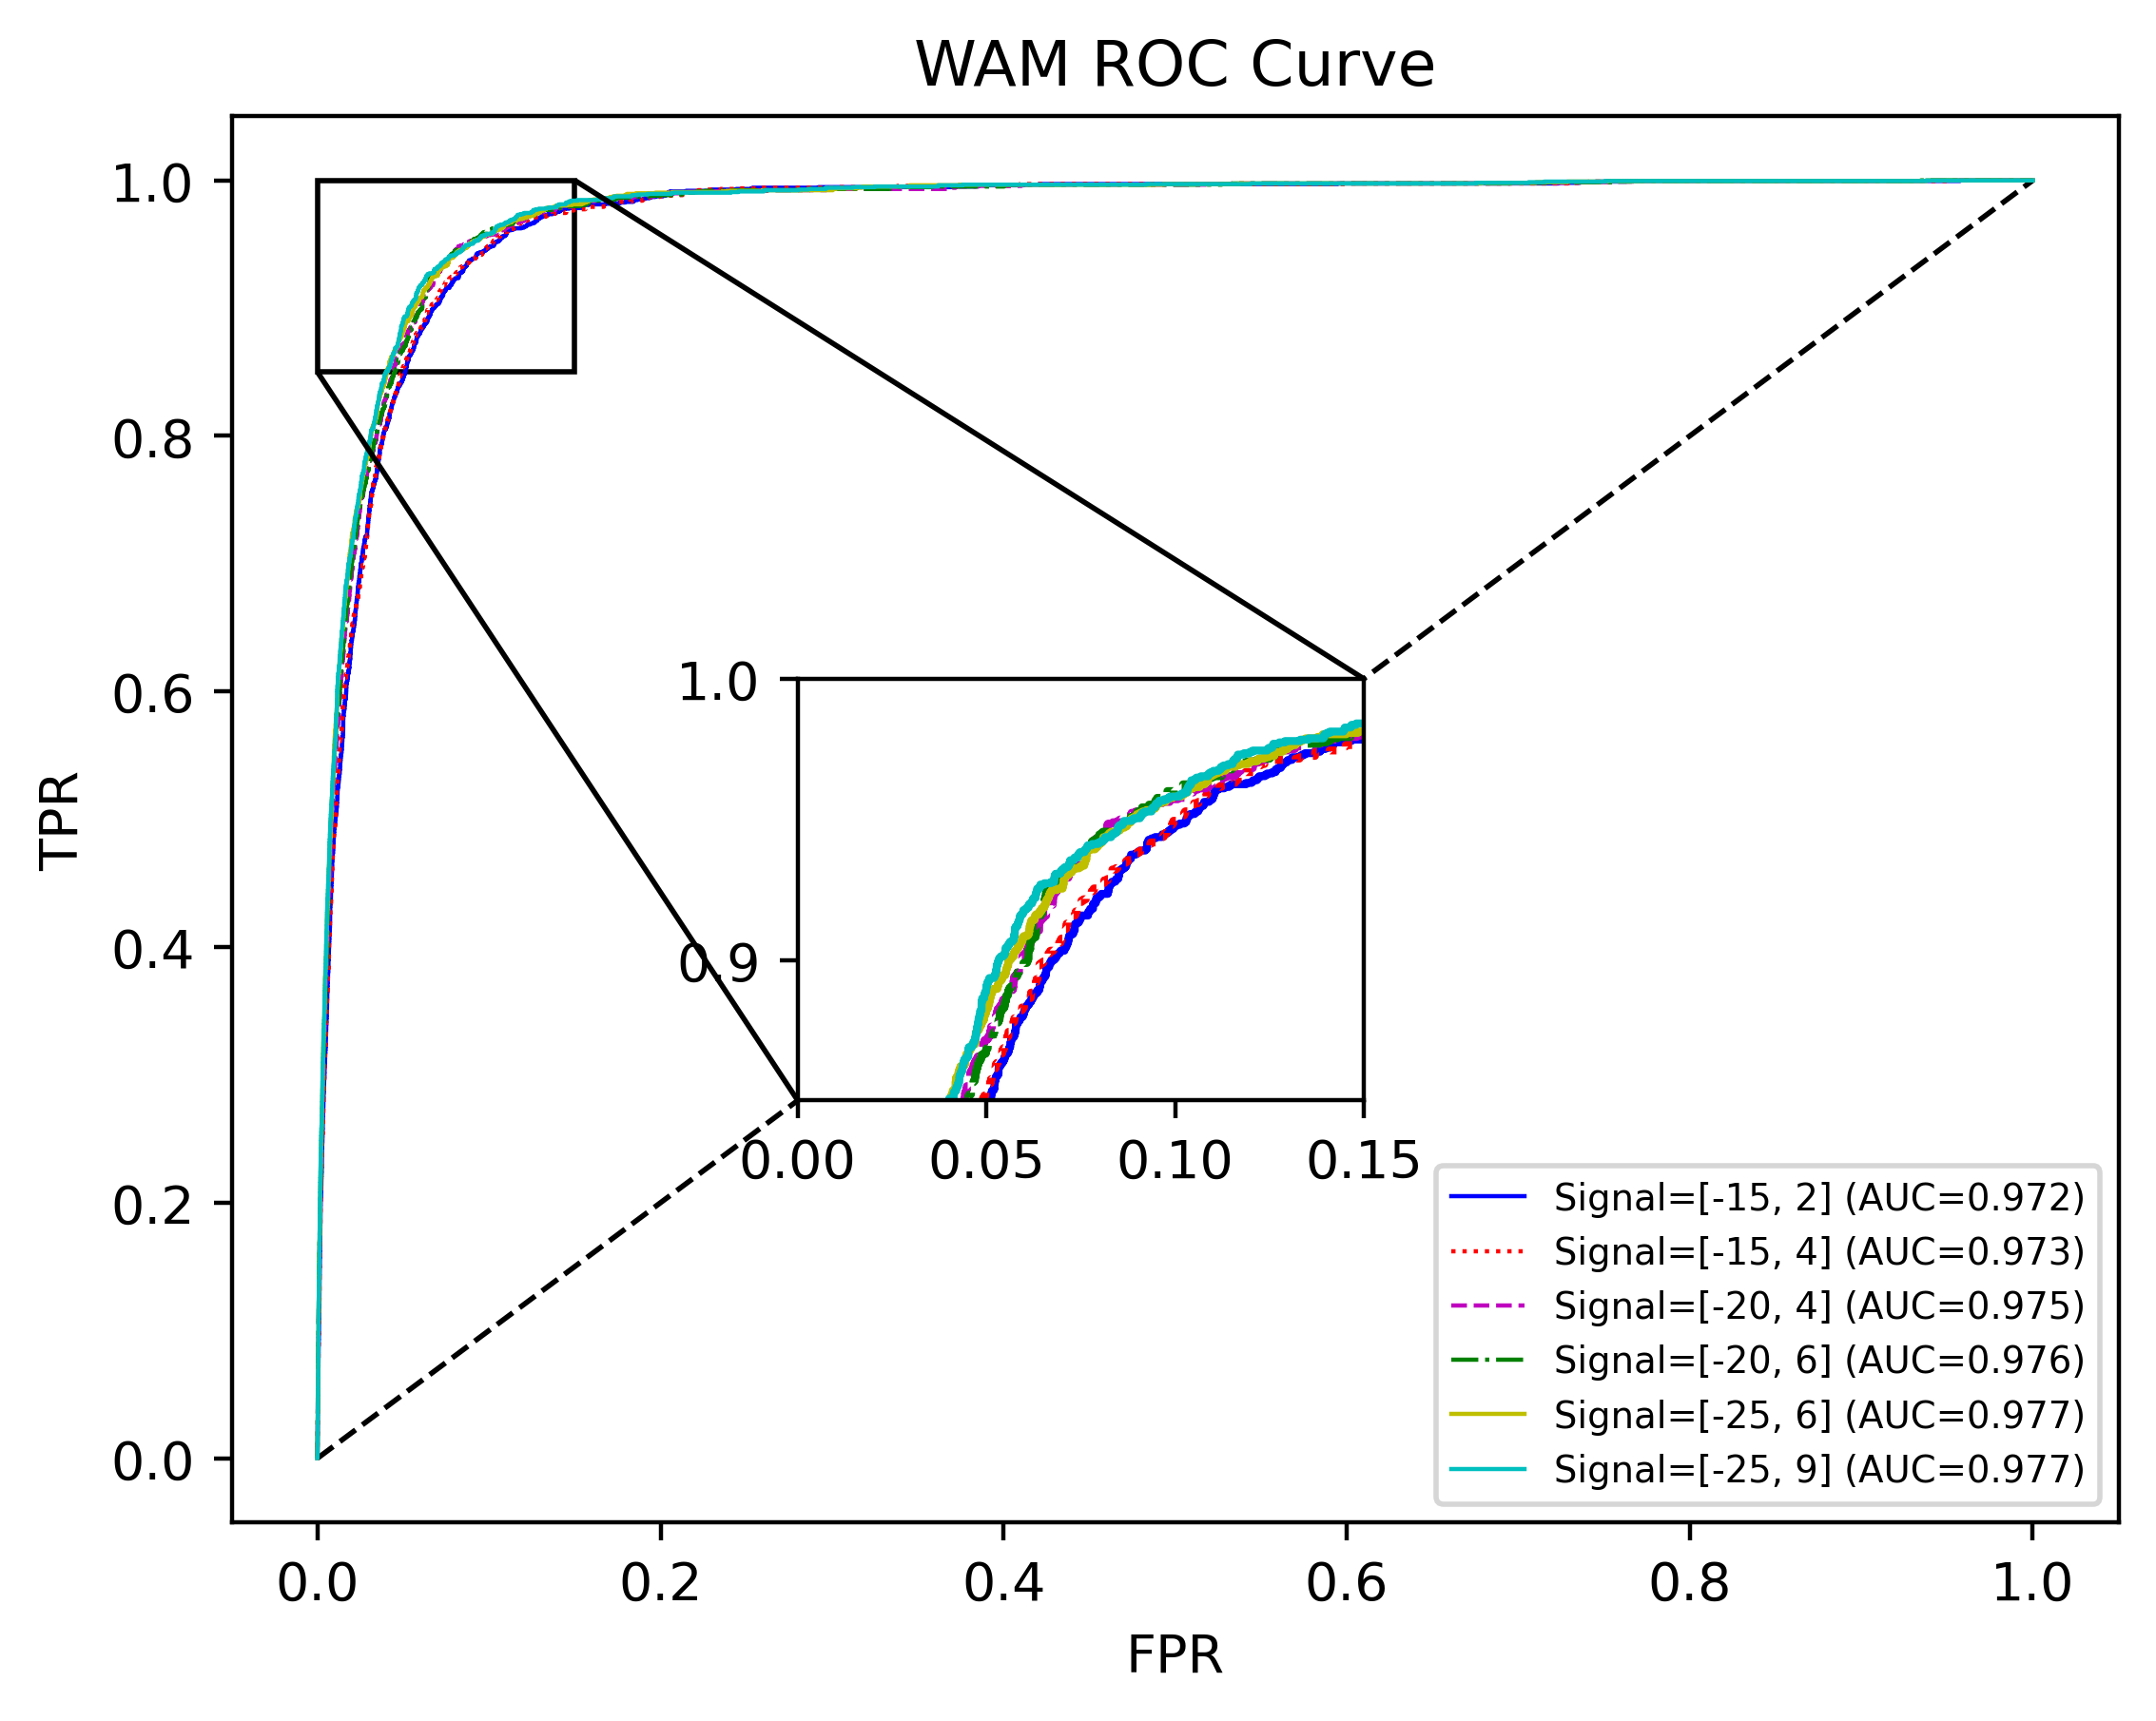 WAM ROC Curve
1.0
0.8
0.6
0.4
0.2
0.0
TPR
1.0
0.9
0.00 0.05 0.10 0.15
Signal=[-15, 2] (AUC=0.972)
Signal=[-15, 4] (AUC=0.973)
Signal=[-20, 4] (AUC=0.975)
Signal=[-20, 6] (AUC=0.976)
Signal=[-25, 6] (AUC=0.977)
Signal=[-25, 9] (AUC=0.977)
0.0 0.2 0.4 0.6 0.8 1.0
FPR